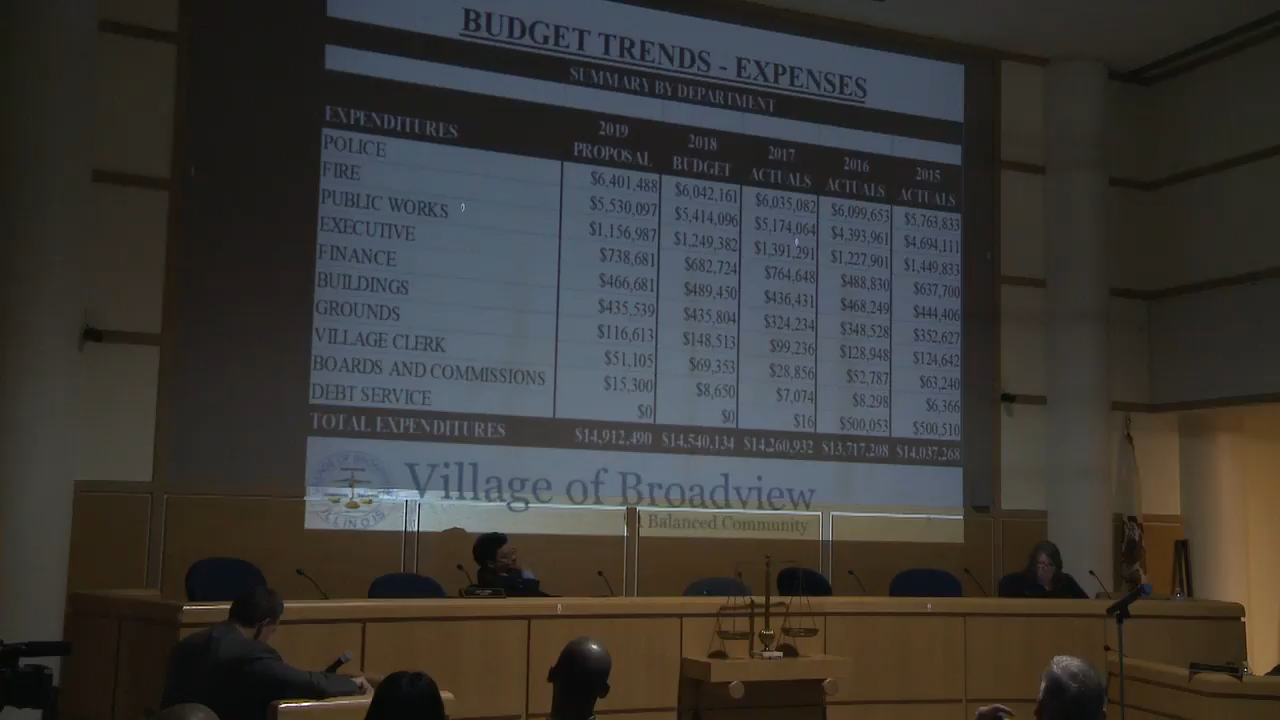 BUDGET TRENDS - EXPENSES
SUMMARY BY DEPARTMENT
EXPENDITURES 2019 PROPOSAL 2018 BUDGET 2017 ACTUALS 2016 ACTUALS 2015 ACTUALS
POLICE $6,401,488 $6,042,161 $6,035,082 $6,099,653 $5,763,833
FIRE $5,530,097 $5,414,096 $5,174,064 $4,393,961 $4,694,111
PUBLIC WORKS $1,156,987 $1,249,382 $1,391,291 $1,227,901 $1,449,833
EXECUTIVE $738,681 $682,724 $764,648 $488,830 $637,700
FINANCE $466,681 $489,450 $436,431 $468,249 $444,406
BUILDINGS $435,539 $435,804 $324,234 $348,528 $352,627
GROUNDS $116,613 $148,513 $99,236 $128,948 $124,642
VILLAGE CLERK $51,105 $69,353 $28,856 $52,787 $63,240
BOARDS AND COMMISSIONS $15,300 $8,650 $7,074 $8,298 $6,366
DEBT SERVICE $0 $0 $16 $500,053 $500,510
TOTAL EXPENDITURES $14,912,490 $14,540,134 $14,260,932 $13,717,208 $14,037,268
Village of Broadview
A Balanced Community
ILLINOIS